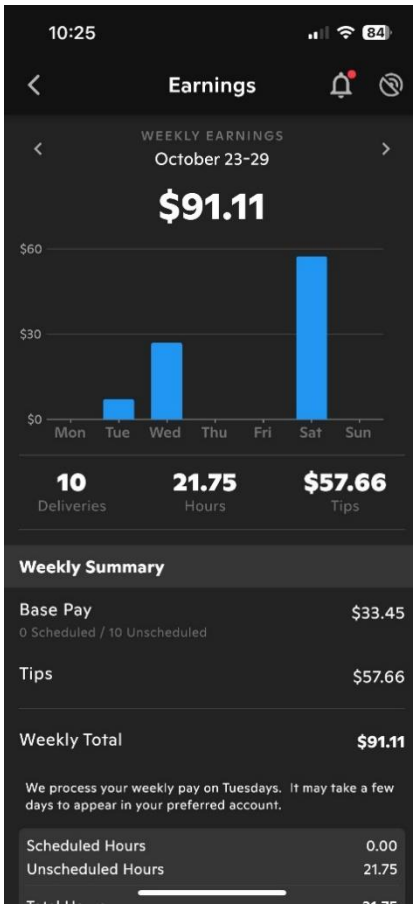 10:25
84
Earnings
WEEKLY EARNINGS
October 23-29
$91.11
$60
$30
$0
Mon Tue Wed Thu Fri Sat Sun
10 21.75 $57.66
Deliveries Hours Tips
Weekly Summary
Base Pay $33.45
0 Scheduled / 10 Unscheduled
Tips $57.66
Weekly Total $91.11
We process your weekly pay on Tuesdays. It may take a few
days to appear in your preferred account.
Scheduled Hours 0.00
Unscheduled Hours 21.75